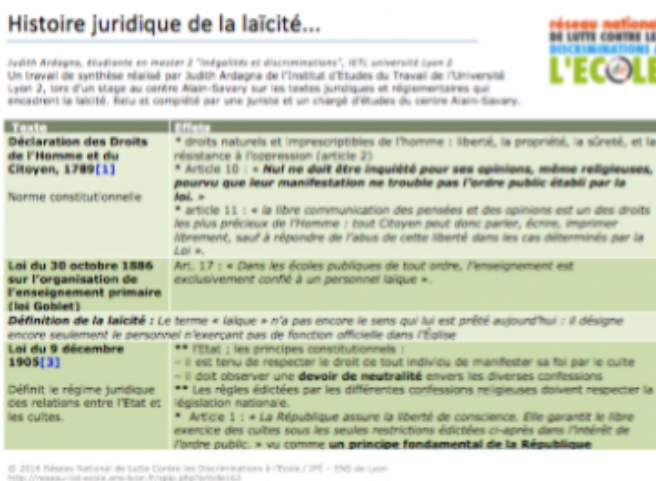 Histoire juridique de la laïcité...
réseau national
DE LUTTE CONTRE LES
DISCRIMINATIONS À
L'ÉCOLE
Judith Ardagna, étudiante en master 2 "Inégalités et discriminations", IETL université Lyon 2
Un travail de synthèse réalisé par Judith Ardagna de l'Institut d'Etudes du Travail de l'Université
Lyon 2, lors d'un stage au centre Alain-Savary sur les textes juridiques et réglementaires qui
encadrent la laïcité. Relu et complété par une juriste et un chargé d'études du centre Alain-Savary.
Texte
Effets
Déclaration des Droits
de l'Homme et du
Citoyen, 1789[1]
Norme constitutionnelle
* droits naturels et imprescriptibles de l'homme : liberté, la propriété, la sûreté, et la
résistance à l'oppression (article 2)
* Article 10 : « Nul ne doit être inquiété pour ses opinions, même religieuses,
pourvu que leur manifestation ne trouble pas l'ordre public établi par la
loi. »
* article 11 : « la libre communication des pensées et des opinions est un des droits
les plus précieux de l'Homme : tout Citoyen peut donc parler, écrire, imprimer
librement, sauf à répondre de l'abus de cette liberté dans les cas déterminés par la
Loi ».
Loi du 30 octobre 1886
sur l'organisation de
l'enseignement primaire
(loi Goblet)
Art. 17 : « Dans les écoles publiques de tout ordre, l'enseignement est
exclusivement confié à un personnel laïque ».
Définition de la laïcité : Le terme « laïque » n'a pas encore le sens qui lui est prêté aujourd'hui : il désigne
encore seulement le personnel n'exerçant pas de fonction officielle dans l'Église
Loi du 9 décembre
1905[3]
Définit le régime juridique
des relations entre l'Etat et
les cultes.
** l'Etat ; les principes constitutionnels :
– il est tenu de respecter le droit de tout individu de manifester sa foi par le culte
– il doit observer une devoir de neutralité envers les diverses confessions
** Les règles édictées par les différentes confessions religieuses doivent respecter la
législation nationale.
* Article 1 : « La République assure la liberté de conscience. Elle garantit le libre
exercice des cultes sous les seules restrictions édictées ci-après dans l'intérêt de
l'ordre public. » vu comme un principe fondamental de la République
© 2016 Réseau National de Lutte Contre les Discriminations à l'Ecole / IFÉ – ENS de Lyon